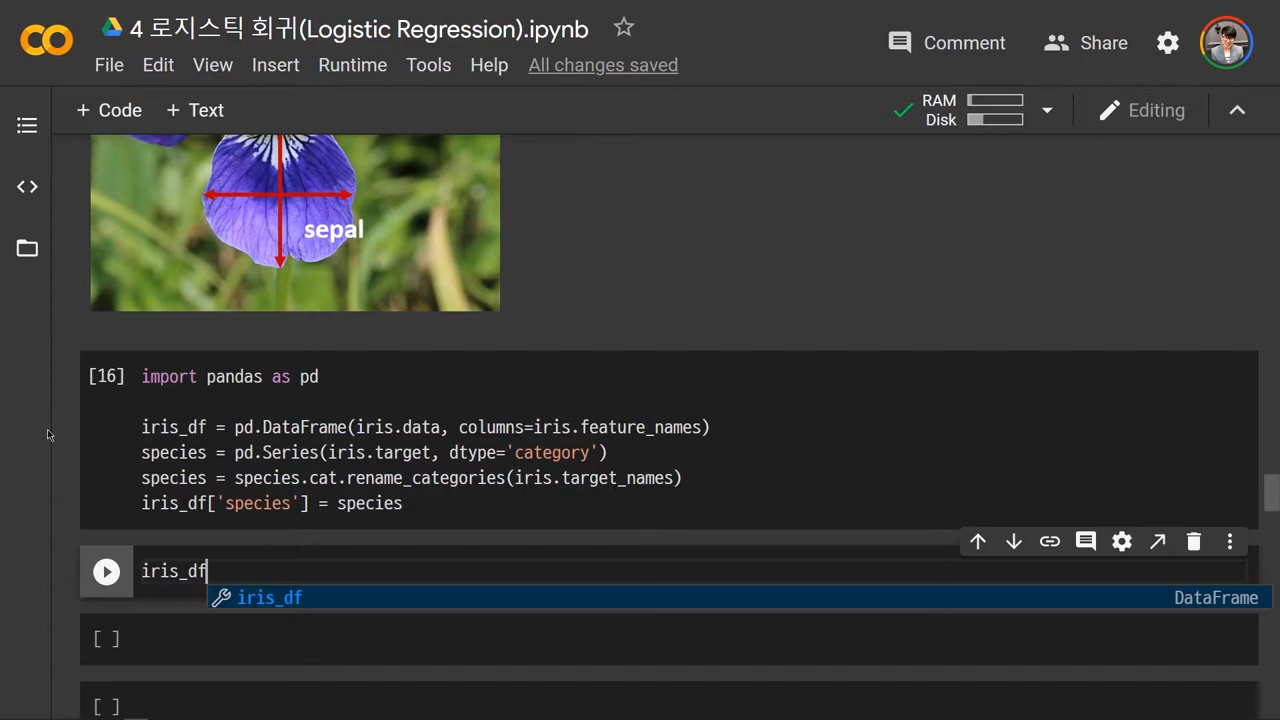 4 로지스틱 회귀(Logistic Regression).ipynb
Comment
Share
File Edit View Insert Runtime Tools Help All changes saved
+ Code + Text
RAM
Disk
Editing
sepal
[16] import pandas as pd
iris_df = pd.DataFrame(iris.data, columns=iris.feature_names)
species = pd.Series(iris.target, dtype='category')
species = species.cat.rename_categories(iris.target_names)
iris_df['species'] = species
iris_df
iris_df DataFrame
[ ]
[ ]